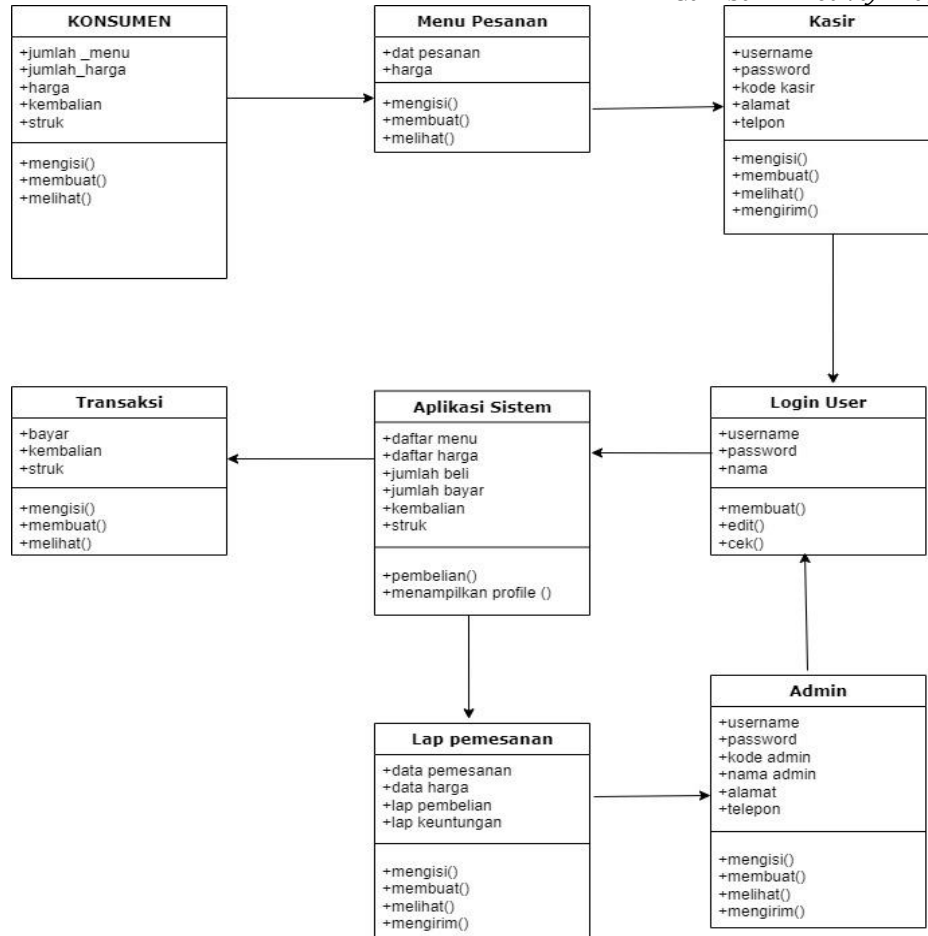 KONSUMEN
+jumlah _menu
+jumlah_harga
+harga
+kembalian
+struk
+mengisi()
+membuat()
+melihat()
Menu Pesanan
+dat pesanan
+harga
+mengisi()
+membuat()
+melihat()
Kasir
+username
+password
+kode kasir
+alamat
+telpon
+mengisi()
+membuat()
+melihat()
+mengirim()
Transaksi
+bayar
+kembalian
+struk
+mengisi()
+membuat()
+melihat()
Aplikasi Sistem
+daftar menu
+daftar harga
+jumlah beli
+jumlah bayar
+kembalian
+struk
+pembelian()
+menampilkan profile ()
Login User
+username
+password
+nama
+membuat()
+edit()
+cek()
Lap pemesanan
+data pemesanan
+data harga
+lap pembelian
+lap keuntungan
+mengisi()
+membuat()
+melihat()
+mengirim()
Admin
+username
+password
+kode admin
+nama admin
+alamat
+telepon
+mengisi()
+membuat()
+melihat()
+mengirim()